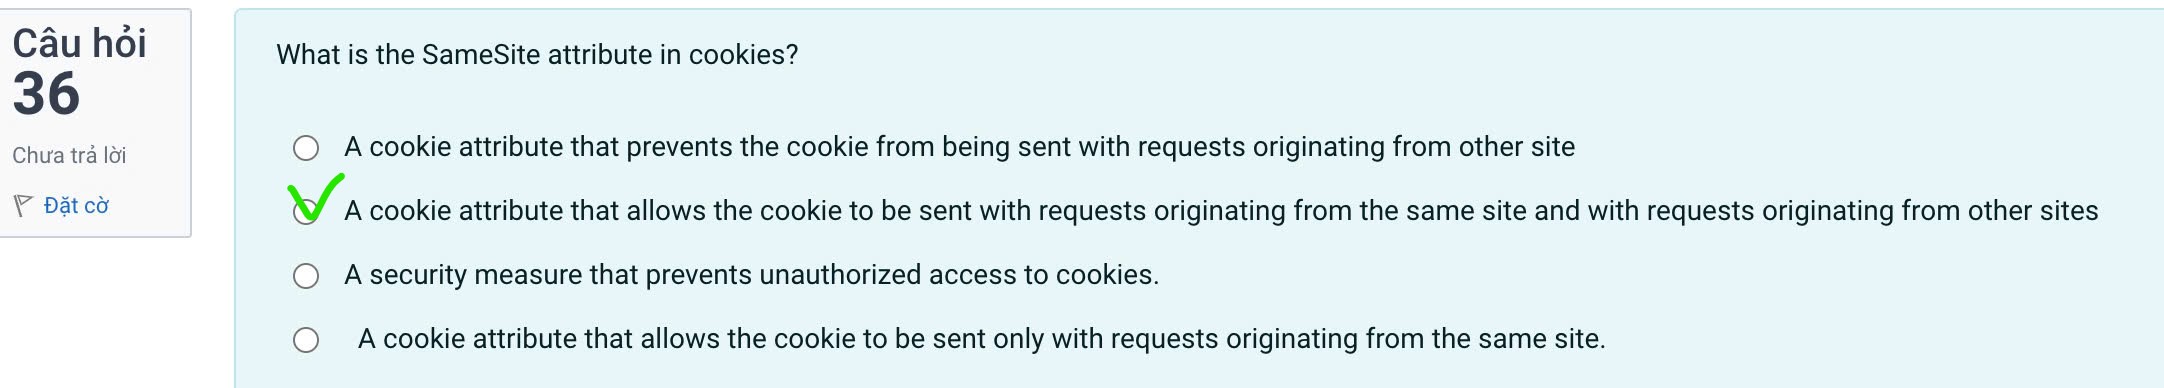 Câu hỏi
36
Chưa trả lời
Đặt cờ
What is the SameSite attribute in cookies?
A cookie attribute that prevents the cookie from being sent with requests originating from other site
A cookie attribute that allows the cookie to be sent with requests originating from the same site and with requests originating from other sites
A security measure that prevents unauthorized access to cookies.
A cookie attribute that allows the cookie to be sent only with requests originating from the same site.